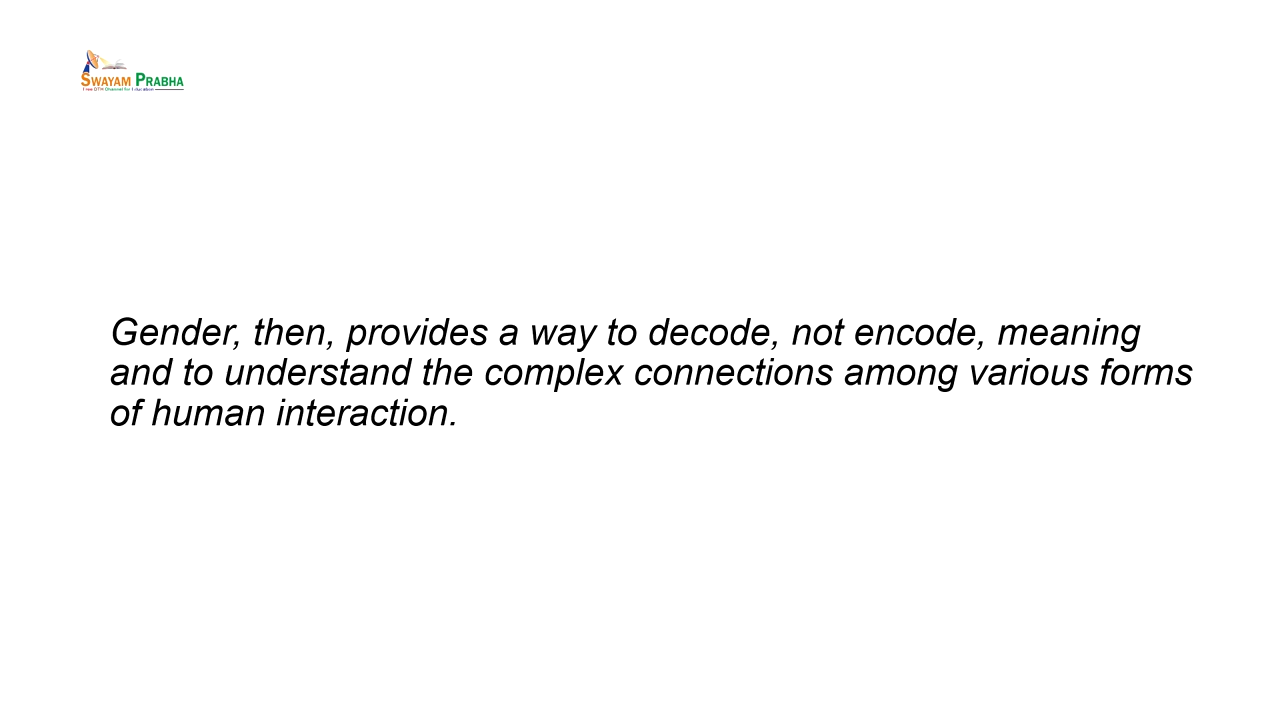 SWAYAM PRABHA
Gender, then, provides a way to decode, not encode, meaning
and to understand the complex connections among various forms
of human interaction.